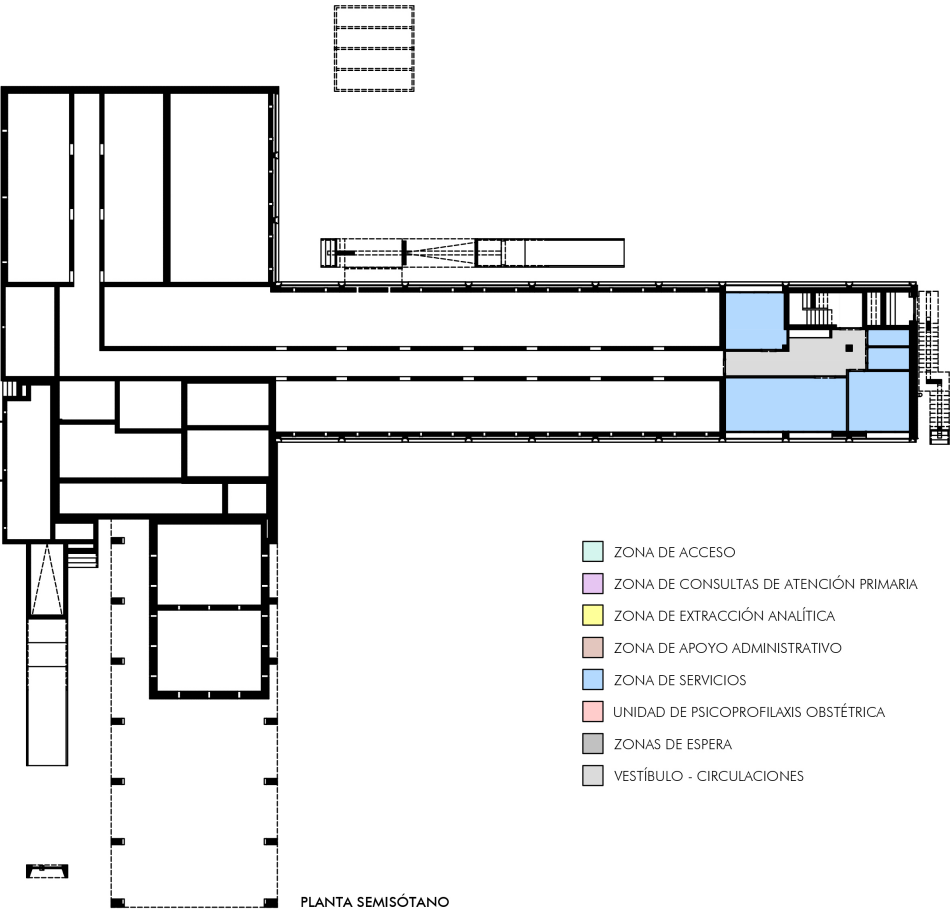 ZONA DE ACCESO
ZONA DE CONSULTAS DE ATENCIÓN PRIMARIA
ZONA DE EXTRACCIÓN ANALÍTICA
ZONA DE APOYO ADMINISTRATIVO
ZONA DE SERVICIOS
UNIDAD DE PSICOPROFILAXIS OBSTÉTRICA
ZONAS DE ESPERA
VESTÍBULO - CIRCULACIONES
PLANTA SEMISÓTANO